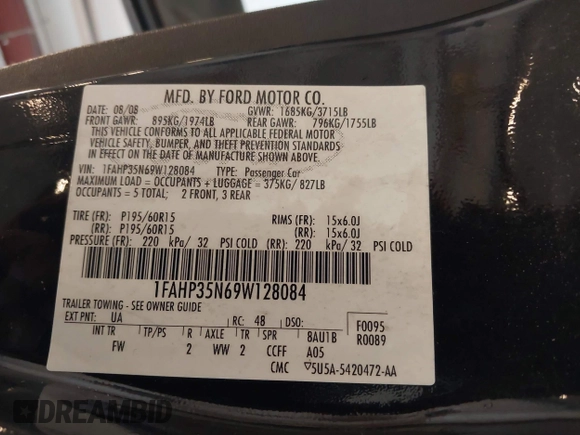 MFD. BY FORD MOTOR CO.
DATE: 08/08 GVWR: 1685KG/3715LB
FRONT GAWR: 895KG/1974LB REAR GAWR: 796KG/1755LB
THIS VEHICLE CONFORMS TO ALL APPLICABLE FEDERAL MOTOR
VEHICLE SAFETY, BUMPER, AND THEFT PREVENTION STANDARDS
IN EFFECT ON THE DATE OF MANUFACTURE SHOWN ABOVE.
VIN: 1FAHP35N69W128084 TYPE: Passenger Car
MAXIMUM LOAD = OCCUPANTS + LUGGAGE = 375KG/ 827LB
OCCUPANTS = 5 TOTAL: 2 FRONT, 3 REAR
TIRE (FR): P195/60R15 RIMS (FR): 15x6.0J
(RR): P195/60R15 (RR): 15x6.0J
PRESSURE (FR): 220 kPa/ 32 PSI COLD (RR): 220 kPa/ 32 PSI COLD
1FAHP35N69W128084
TRAILER TOWING - SEE OWNER GUIDE
EXT PNT: UA RC: 48 DSO: F0095
INT TR TP/PS R AXLE TR SPR 8AU1B R0089
FW 2 WW 2 CCFF A05
CMC ▽5U5A-5420472-AA
DREAMBID